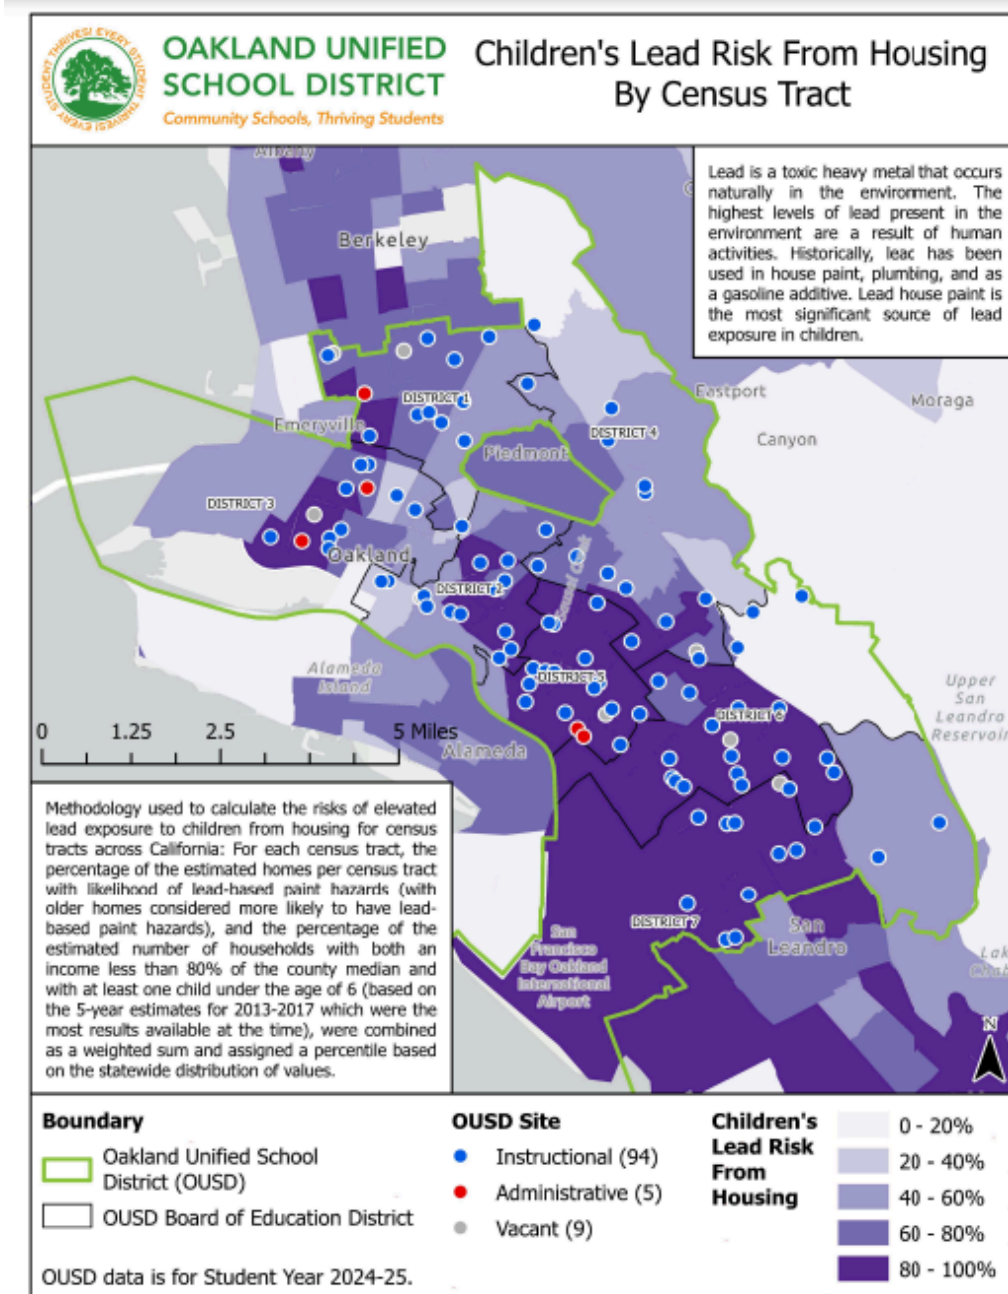 OAKLAND UNIFIED
SCHOOL DISTRICT
Community Schools, Thriving Students
EVERY STUDENT THRIVES! EVERY STUDENT THRIVES!
Children's Lead Risk From Housing
By Census Tract
Lead is a toxic heavy metal that occurs
naturally in the environment. The
highest levels of lead present in the
environment are a result of human
activities. Historically, leac has been
used in house paint, plumbing, and as
a gasoline additive. Lead house paint is
the most significant source of lead
exposure in children.
Albany
Berkeley
Eastport
Moraga
DISTRICT 1
Emeryville
DISTRICT 4
Canyon
Piedmont
DISTRICT 3
Oakland
DISTRICT 2
Alameda
Island
DISTRICT 5
Upper
San
Leandro
Reservoir
DISTRICT 6
0 1.25 2.5 5 Miles
Alameda
Methodology used to calculate the risks of elevated
lead exposure to children from housing for census
tracts across California: For each census tract, the
percentage of the estimated homes per census tract
with likelihood of lead-based paint hazards (with
older homes considered more likely to have lead-
based paint hazards), and the percentage of the
estimated number of households with both an
income less than 80% of the county median and
with at least one child under the age of 6 (based on
the 5-year estimates for 2013-2017 which were the
most results available at the time), were combined
as a weighted sum and assigned a percentile based
on the statewide distribution of values.
DISTRICT 7
San
Leandro
San
Francisco
Bay Oakland
International
Airport
Lak
N
Boundary
Oakland Unified School
District (OUSD)
OUSD Board of Education District
OUSD data is for Student Year 2024-25.
OUSD Site
Instructional (94)
Administrative (5)
Vacant (9)
Children's
Lead Risk
From
Housing
0 - 20%
20 - 40%
40 - 60%
60 - 80%
80 - 100%